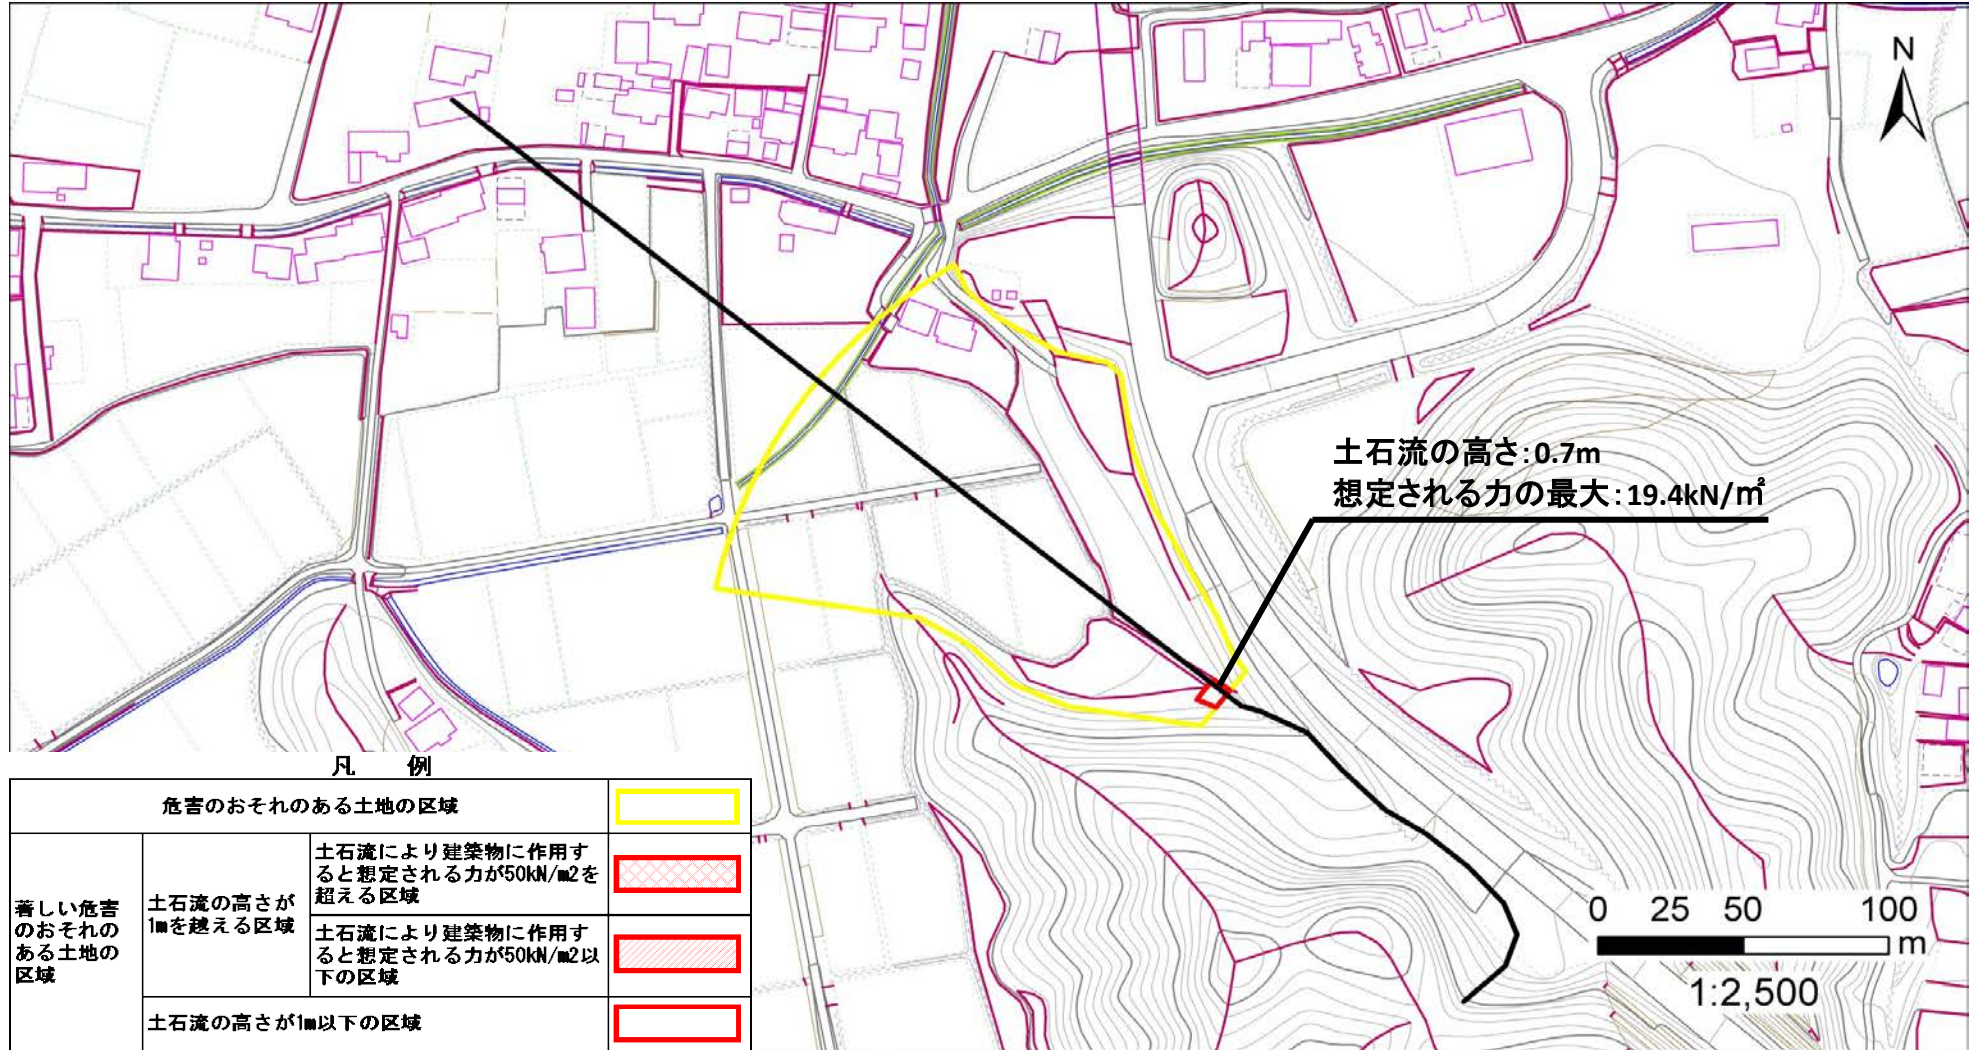 N
土石流の高さ:0.7m
想定される力の最大:19.4kN/㎡
凡 例
危害のおそれのある土地の区域
著しい危害
のおそれの
ある土地の
区域
土石流の高さが
1mを越える区域
土石流により建築物に作用す
ると想定される力が50kN/m2を
超える区域
土石流により建築物に作用す
ると想定される力が50kN/m2以
下の区域
土石流の高さが1m以下の区域
0 25 50 100
m
1:2,500